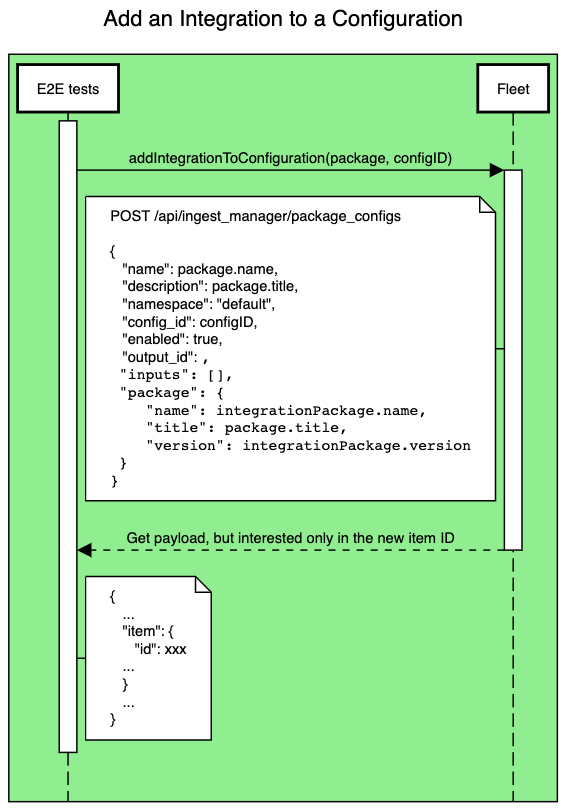 Add an Integration to a Configuration
E2E tests
Fleet
addIntegrationToConfiguration(package, configID)
POST /api/ingest_manager/package_configs
{
"name": package.name,
"description": package.title,
"namespace": "default",
"config_id": configID,
"enabled": true,
"output_id": ,
"inputs": [],
"package": {
"name": integrationPackage.name,
"title": package.title,
"version": integrationPackage.version
}
}
Get payload, but interested only in the new item ID
{
...
"item": {
"id": xxx
...
}
...
}